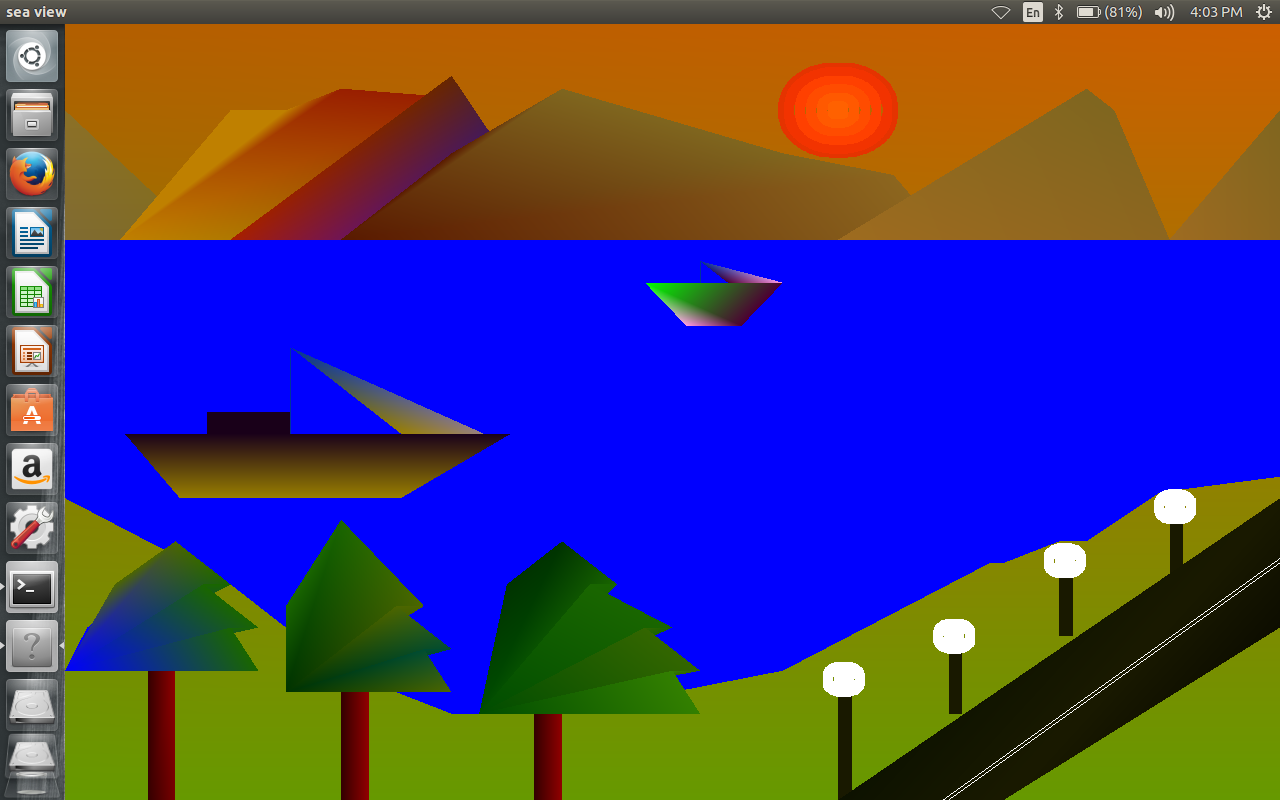 sea view
En
(81%)
4:03 PM
A
a
>_
?